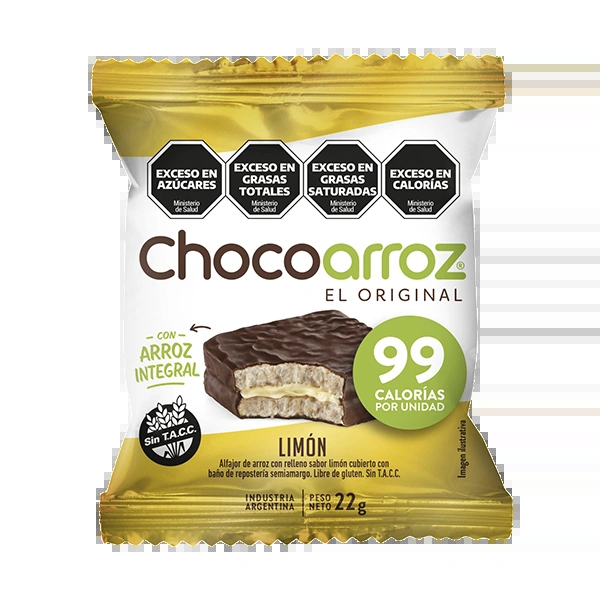 EXCESO EN
AZÚCARES
Ministerio
de Salud
EXCESO EN
GRASAS
TOTALES
Ministerio
de Salud
EXCESO EN
GRASAS
SATURADAS
Ministerio
de Salud
EXCESO EN
CALORÍAS
Ministerio
de Salud
Chocoarroz®
EL ORIGINAL
CON
ARROZ
INTEGRAL
99
CALORÍAS
POR UNIDAD
Sin T.A.C.C.
LIMÓN
Alfajor de arroz con relleno sabor limón cubierto con
baño de repostería semiamargo. Libre de gluten. Sin T.A.C.C.
INDUSTRIA
ARGENTINA
PESO
NETO 22g
Imagen ilustrativa